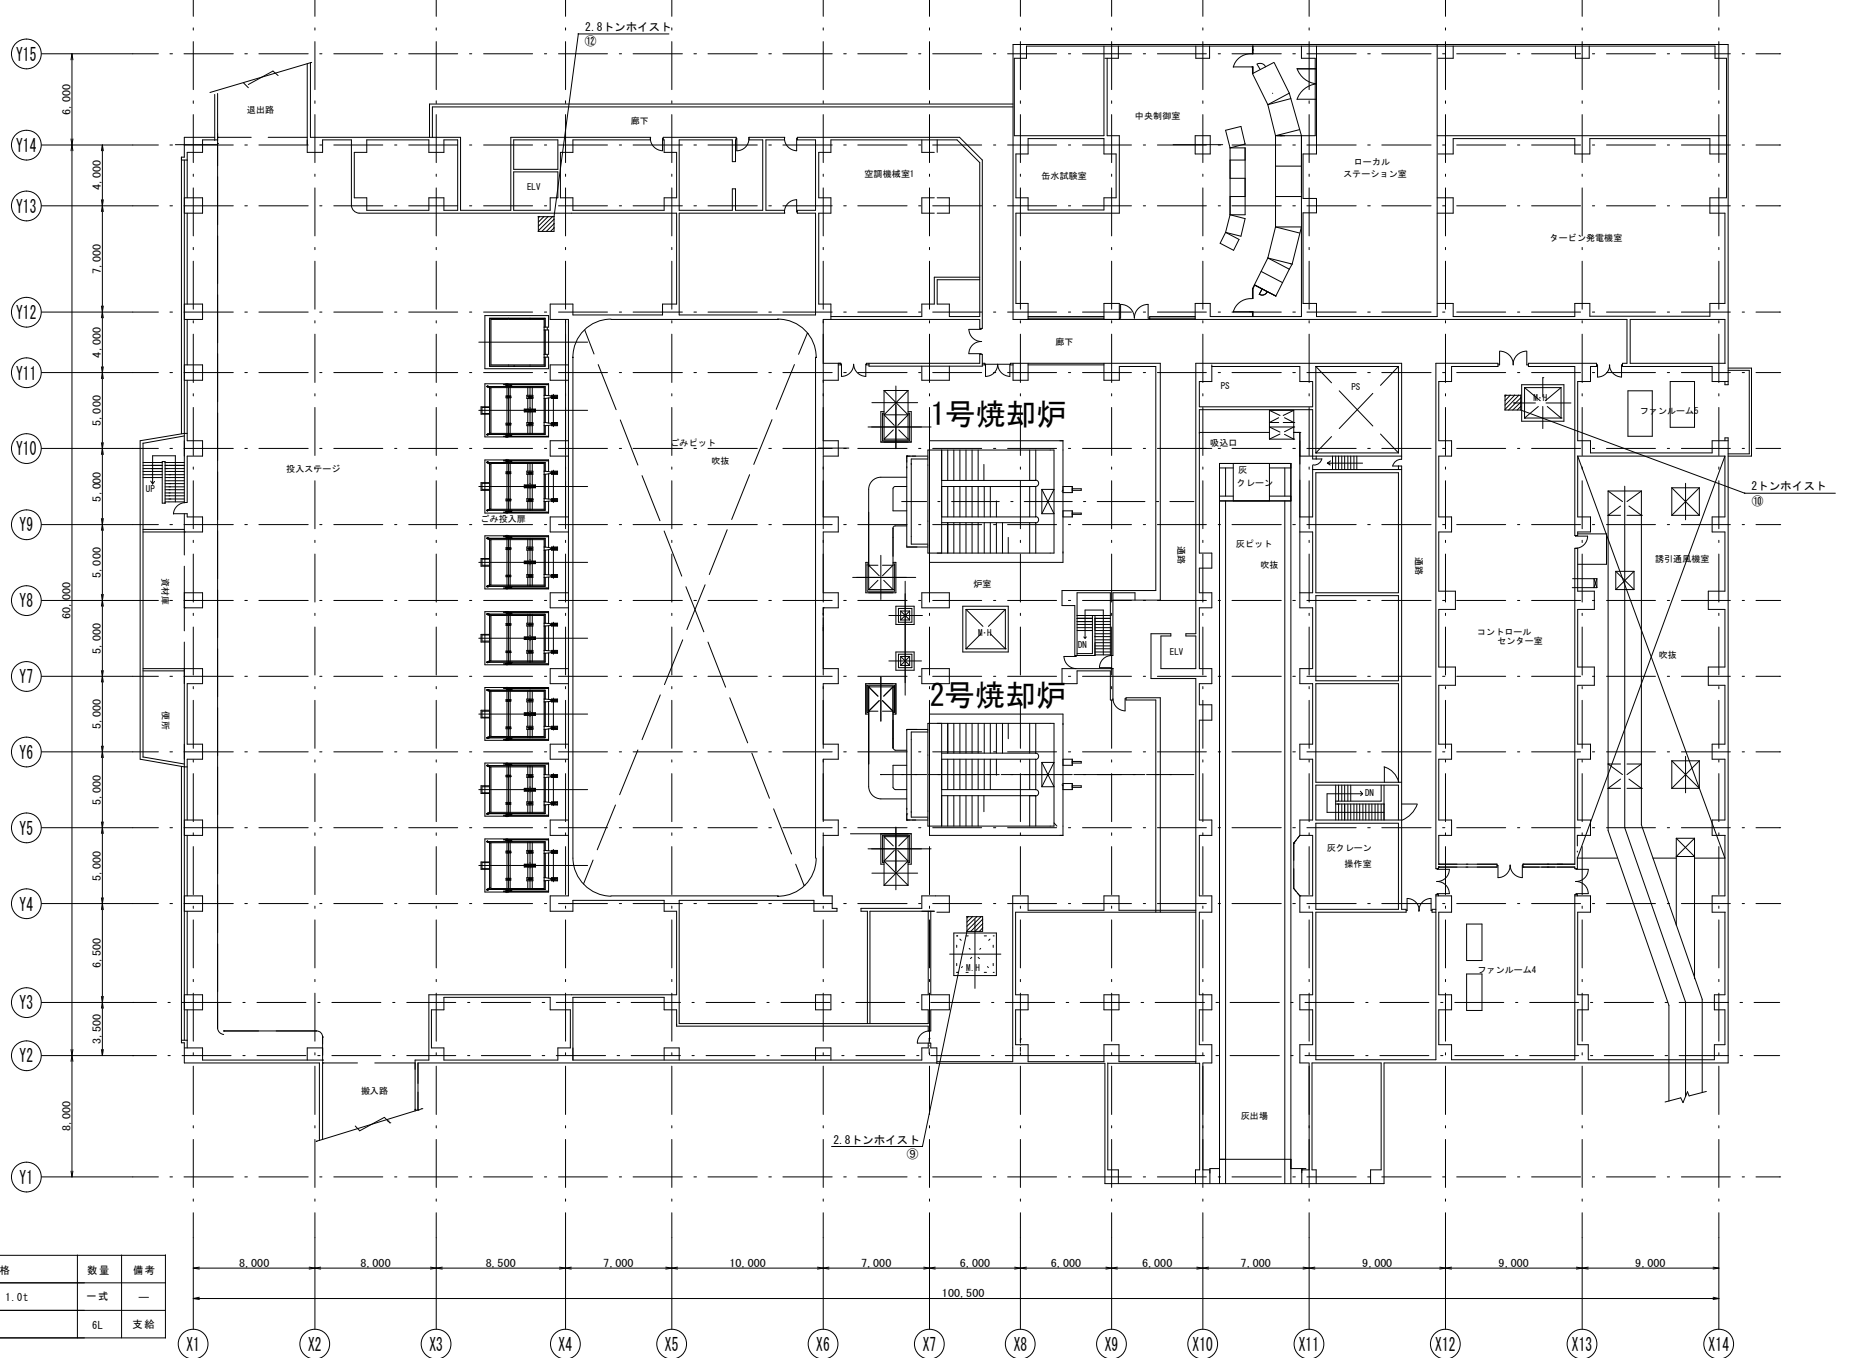 2.8トンホイスト
⑫
Y15
6,000
退出路
廊下
中央制御室
Y14
4,000
ELV
空調機械室1
缶水試験室
ローカル
ステーション室
Y13
7,000
タービン発電機室
Y12
4,000
廊下
Y11
5,000
1号焼却炉
PS
PS
M.H
ファンルーム5
Y10
ごみピット
吹抜
吸込口
投入ステージ
灰
クレーン
UP
5,000
2トンホイスト
⑩
ごみ投入扉
Y9
5,000
灰ピット
吹抜
通路
通路
誘引通風機室
炉室
資材庫
Y8
60,000
5,000
M.H
DN
ELV
コントロール
センター室
吹抜
Y7
5,000
2号焼却炉
便所
Y6
5,000
DN
Y5
5,000
灰クレーン
操作室
Y4
6,500
M.H
ファンルーム4
Y3
3,500
Y2
8,000
搬入路
灰出場
2.8トンホイスト
⑨
Y1
格
数量
備考
1.0t
一式
―
6L
支給
8,000
8,000
8,500
7,000
10,000
7,000
6,000
6,000
6,000
7,000
9,000
9,000
9,000
100,500
X1
X2
X3
X4
X5
X6
X7
X8
X9
X10
X11
X12
X13
X14